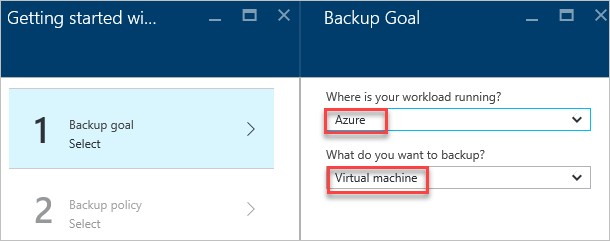 Getting started wi...
1
Backup goal
Select
2
Backup policy
Select
Backup Goal
Where is your workload running?
Azure
What do you want to backup?
Virtual machine